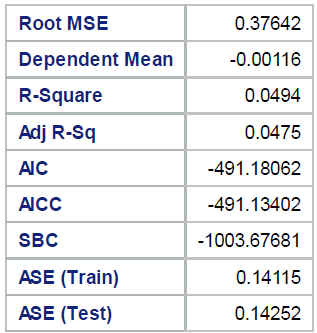 Root MSE 0.37642
Dependent Mean -0.00116
R-Square 0.0494
Adj R-Sq 0.0475
AIC -491.18062
AICC -491.13402
SBC -1003.67681
ASE (Train) 0.14115
ASE (Test) 0.14252